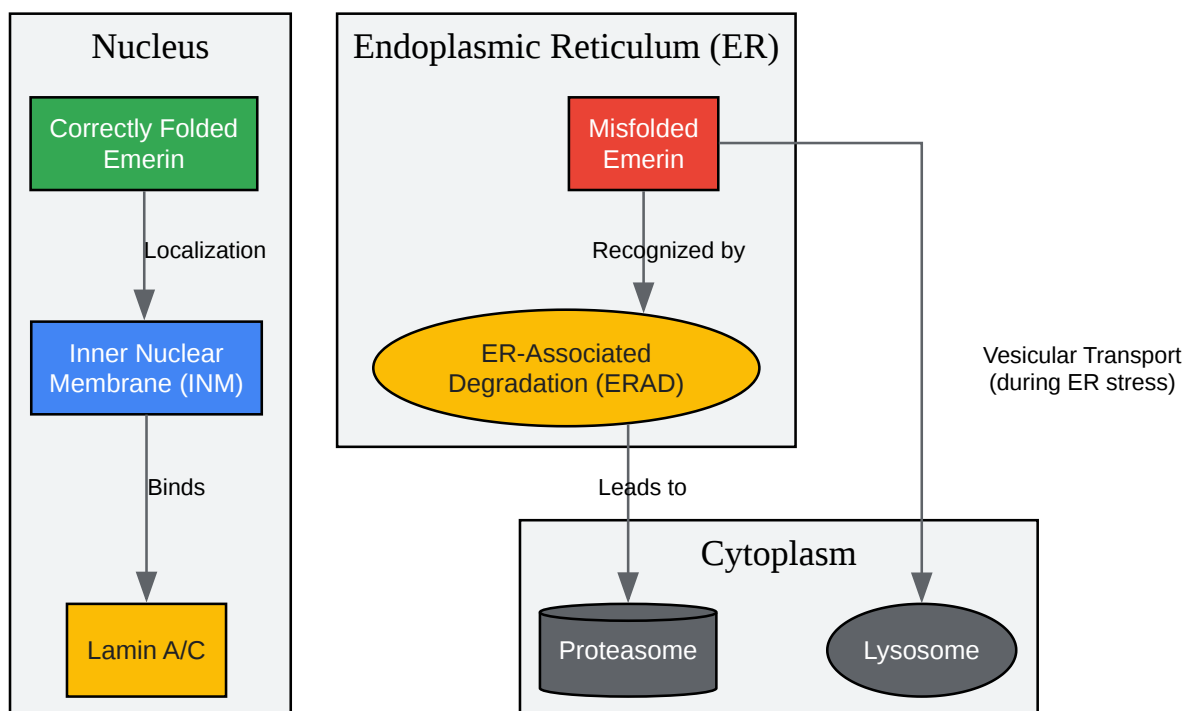 Nucleus
Correctly Folded
Emerin
Localization
Inner Nuclear
Membrane (INM)
Binds
Lamin A/C
Endoplasmic Reticulum (ER)
Misfolded
Emerin
Recognized by
ER-Associated
Degradation (ERAD)
Leads to
Vesicular Transport
(during ER stress)
Cytoplasm
Proteasome
Lysosome